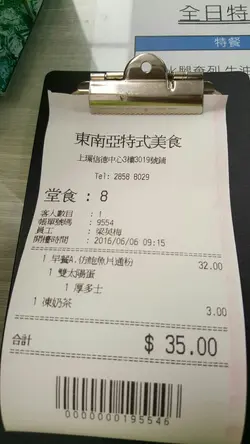 全日特
特餐
東南亞特式美食
上環信德中心3樓3019號鋪
Tel: 2858 8029
堂食 : 8
客人數目 : 1
帳單號碼 : 9554
員工 : 梁英梅
開檯時間 : 2016/06/06 09:15
1 早餐A.仿鮑魚片通粉 32.00
1 雙太陽蛋
1 厚多士
1 凍奶茶 3.00
合計 $ 35.00
0000000195546